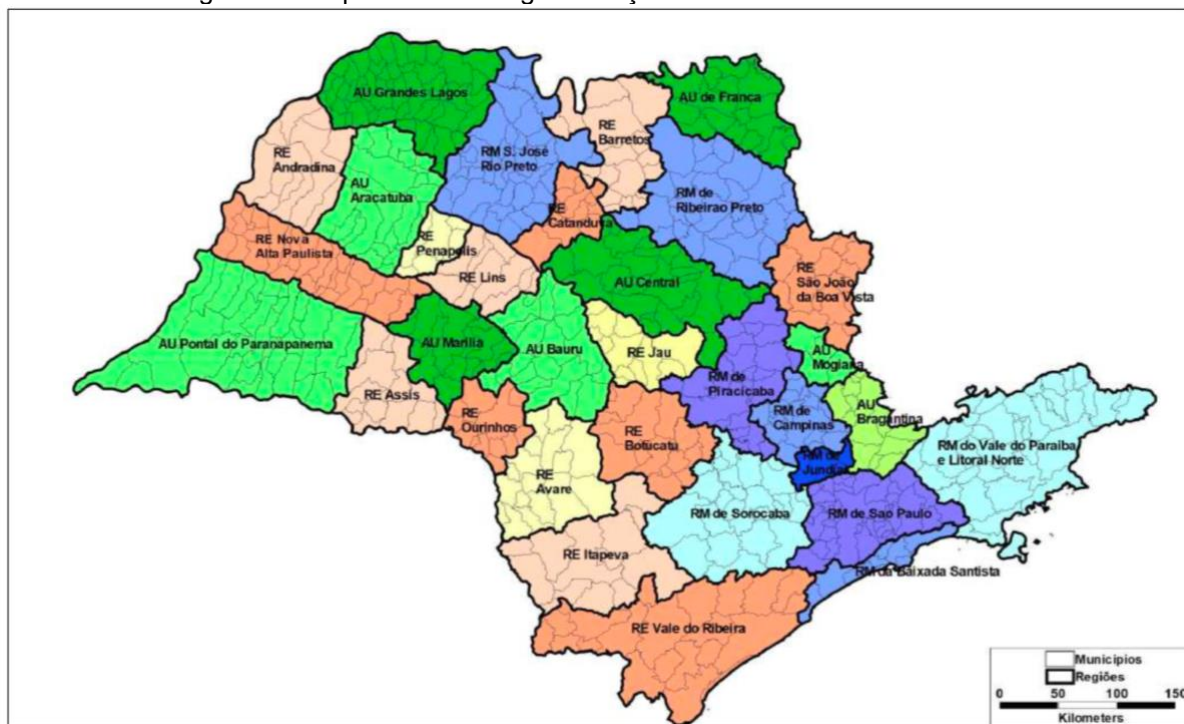 AU Grandes Lagos
AU de Franca
RE
Barretos
RM S. José
Rio Preto
RE
Andradina
AU
Aracatuba
RM de
Ribeirao Preto
RE
Catanduva
RE Nova
Alta Paulista
RE
Penapolis
RE Lins
RE
São João
da Boa Vista
AU Central
AU Pontal do Paranapanema
AU Marilia
AU Bauru
RE Jau
AU
Mogiana
RM de
Piracicaba
RE Assis
RE
Ourinhos
RM de
Campinas
AU
Bragantina
RE
Botucatu
RM do Vale do Paraiba
e Litoral Norte
RM de
Jundiai
RE
Avare
RM de Sorocaba
RM de Sao Paulo
RE Itapeva
RM da Baixada Santista
RE Vale do Ribeira
Municípios
Regiões
0 50 100 150
Kilometers